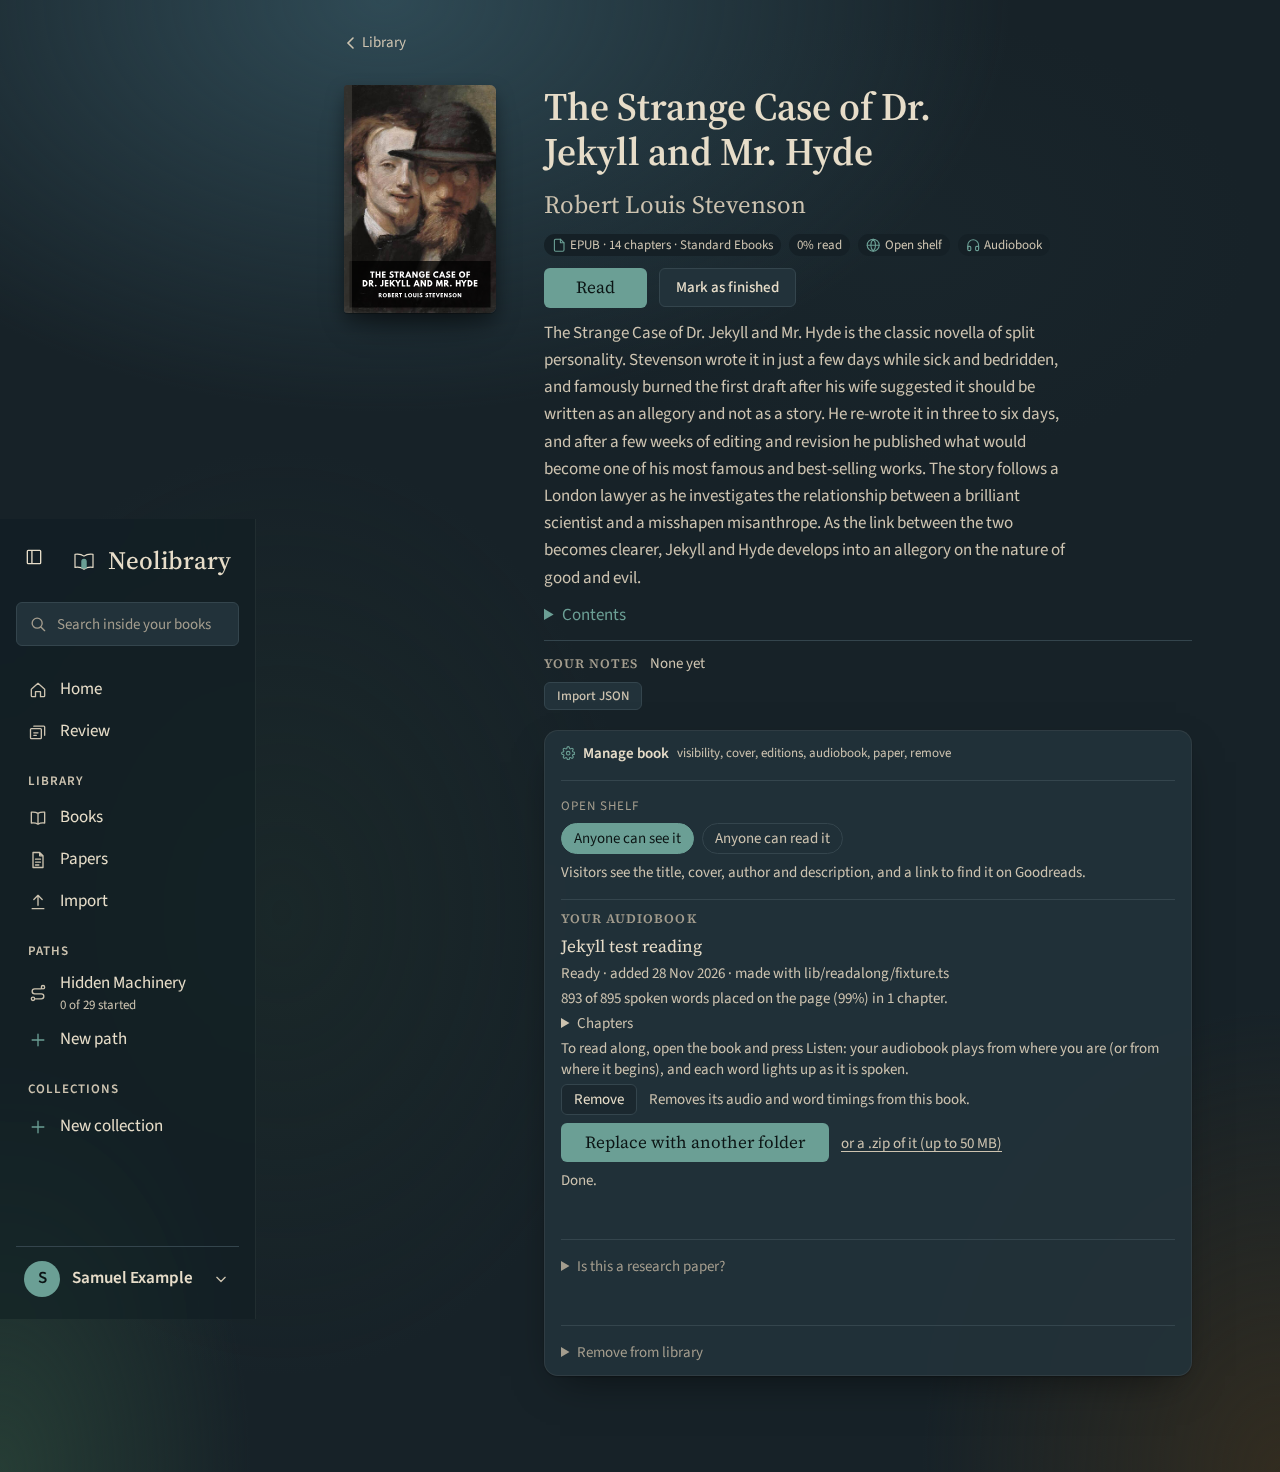 Library
THE STRANGE CASE OF
DR. JEKYLL AND MR. HYDE
ROBERT LOUIS STEVENSON
The Strange Case of Dr.
Jekyll and Mr. Hyde
Robert Louis Stevenson
EPUB · 14 chapters · Standard Ebooks
0% read
Open shelf
Audiobook
Read
Mark as finished
The Strange Case of Dr. Jekyll and Mr. Hyde is the classic novella of split
personality. Stevenson wrote it in just a few days while sick and bedridden,
and famously burned the first draft after his wife suggested it should be
written as an allegory and not as a story. He re-wrote it in three to six days,
and after a few weeks of editing and revision he published what would
become one of his most famous and best-selling works. The story follows a
London lawyer as he investigates the relationship between a brilliant
scientist and a misshapen misanthrope. As the link between the two
becomes clearer, Jekyll and Hyde develops into an allegory on the nature of
good and evil.
Contents
YOUR NOTES None yet
Import JSON
Manage book visibility, cover, editions, audiobook, paper, remove
OPEN SHELF
Anyone can see it
Anyone can read it
Visitors see the title, cover, author and description, and a link to find it on Goodreads.
YOUR AUDIOBOOK
Jekyll test reading
Ready · added 28 Nov 2026 · made with lib/readalong/fixture.ts
893 of 895 spoken words placed on the page (99%) in 1 chapter.
Chapters
To read along, open the book and press Listen: your audiobook plays from where you are (or from
where it begins), and each word lights up as it is spoken.
Remove
Removes its audio and word timings from this book.
Replace with another folder
or a .zip of it (up to 50 MB)
Done.
Is this a research paper?
Remove from library
Neolibrary
Search inside your books
Home
Review
LIBRARY
Books
Papers
Import
PATHS
Hidden Machinery
0 of 29 started
New path
COLLECTIONS
New collection
S
Samuel Example